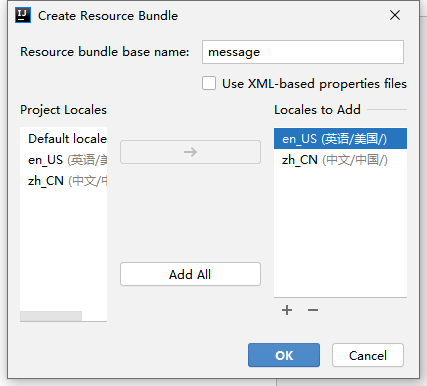 Create Resource Bundle
Resource bundle base name: message
Use XML-based properties files
Project Locales
Locales to Add
Default locale
en_US (英语/美
zh_CN (中文/中
en_US (英语/美国/)
zh_CN (中文/中国/)
Add All
OK
Cancel